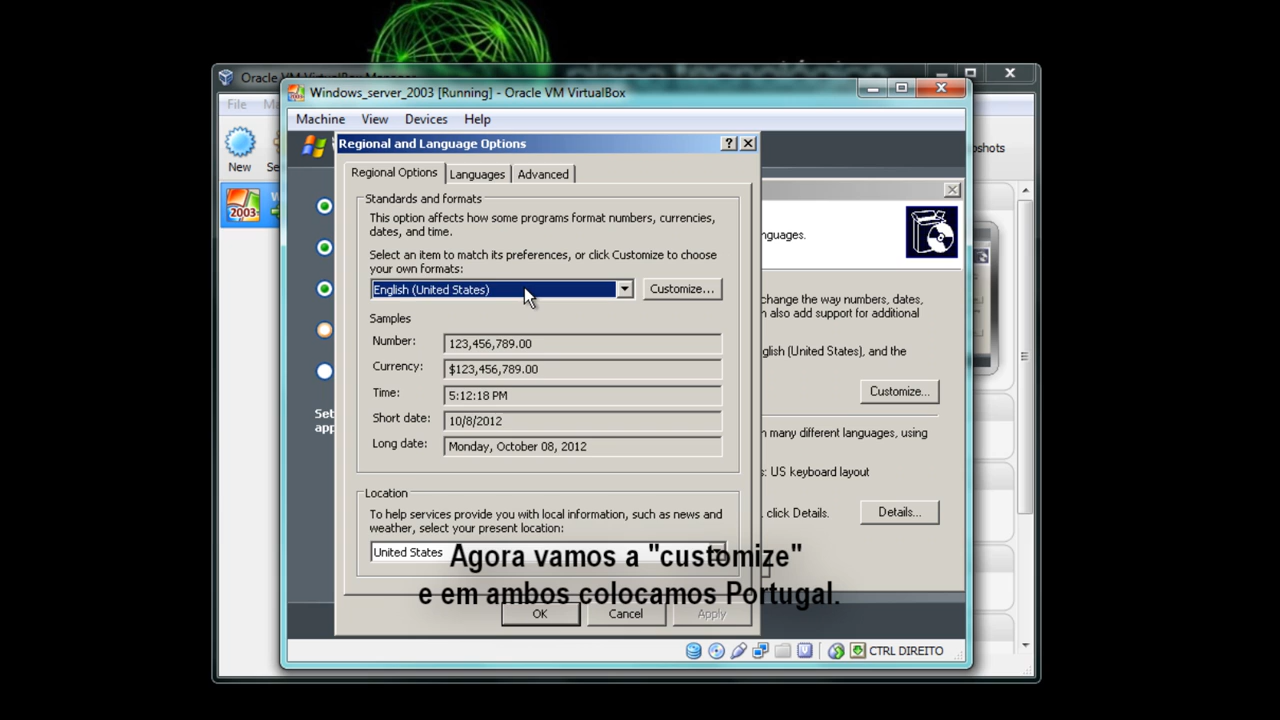 Oracle VM VirtualBox Manager
Windows_server_2003 [Running] - Oracle VM VirtualBox
File
Machine View Devices Help
New
2003
Regional and Language Options
Regional Options Languages Advanced
Standards and formats
This option affects how some programs format numbers, currencies,
dates, and time.
Select an item to match its preferences, or click Customize to choose
your own formats:
English (United States) Customize...
Samples
Number: 123,456,789.00
Currency: $123,456,789.00
Time: 5:12:18 PM
Short date: 10/8/2012
Long date: Monday, October 08, 2012
Location
To help services provide you with local information, such as news and
weather, select your present location:
United States
OK Cancel Apply
change the way numbers, dates,
also add support for additional
(United States), and the
Customize...
many different languages, using
US keyboard layout
click Details.
Details...
CTRL DIREITO
Agora vamos a "customize"
e em ambos colocamos Portugal.